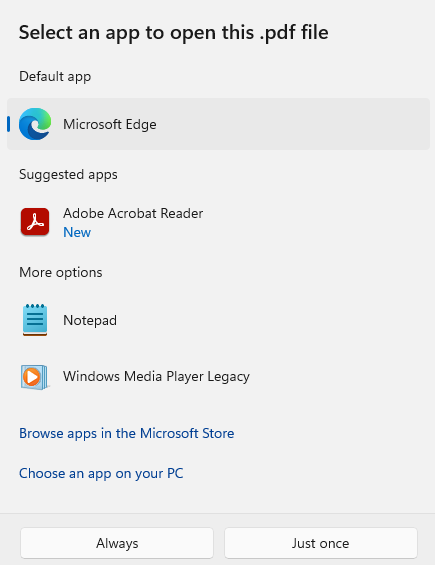 Select an app to open this .pdf file
Default app
Microsoft Edge
Suggested apps
Adobe Acrobat Reader
New
More options
Notepad
Windows Media Player Legacy
Browse apps in the Microsoft Store
Choose an app on your PC
Always
Just once